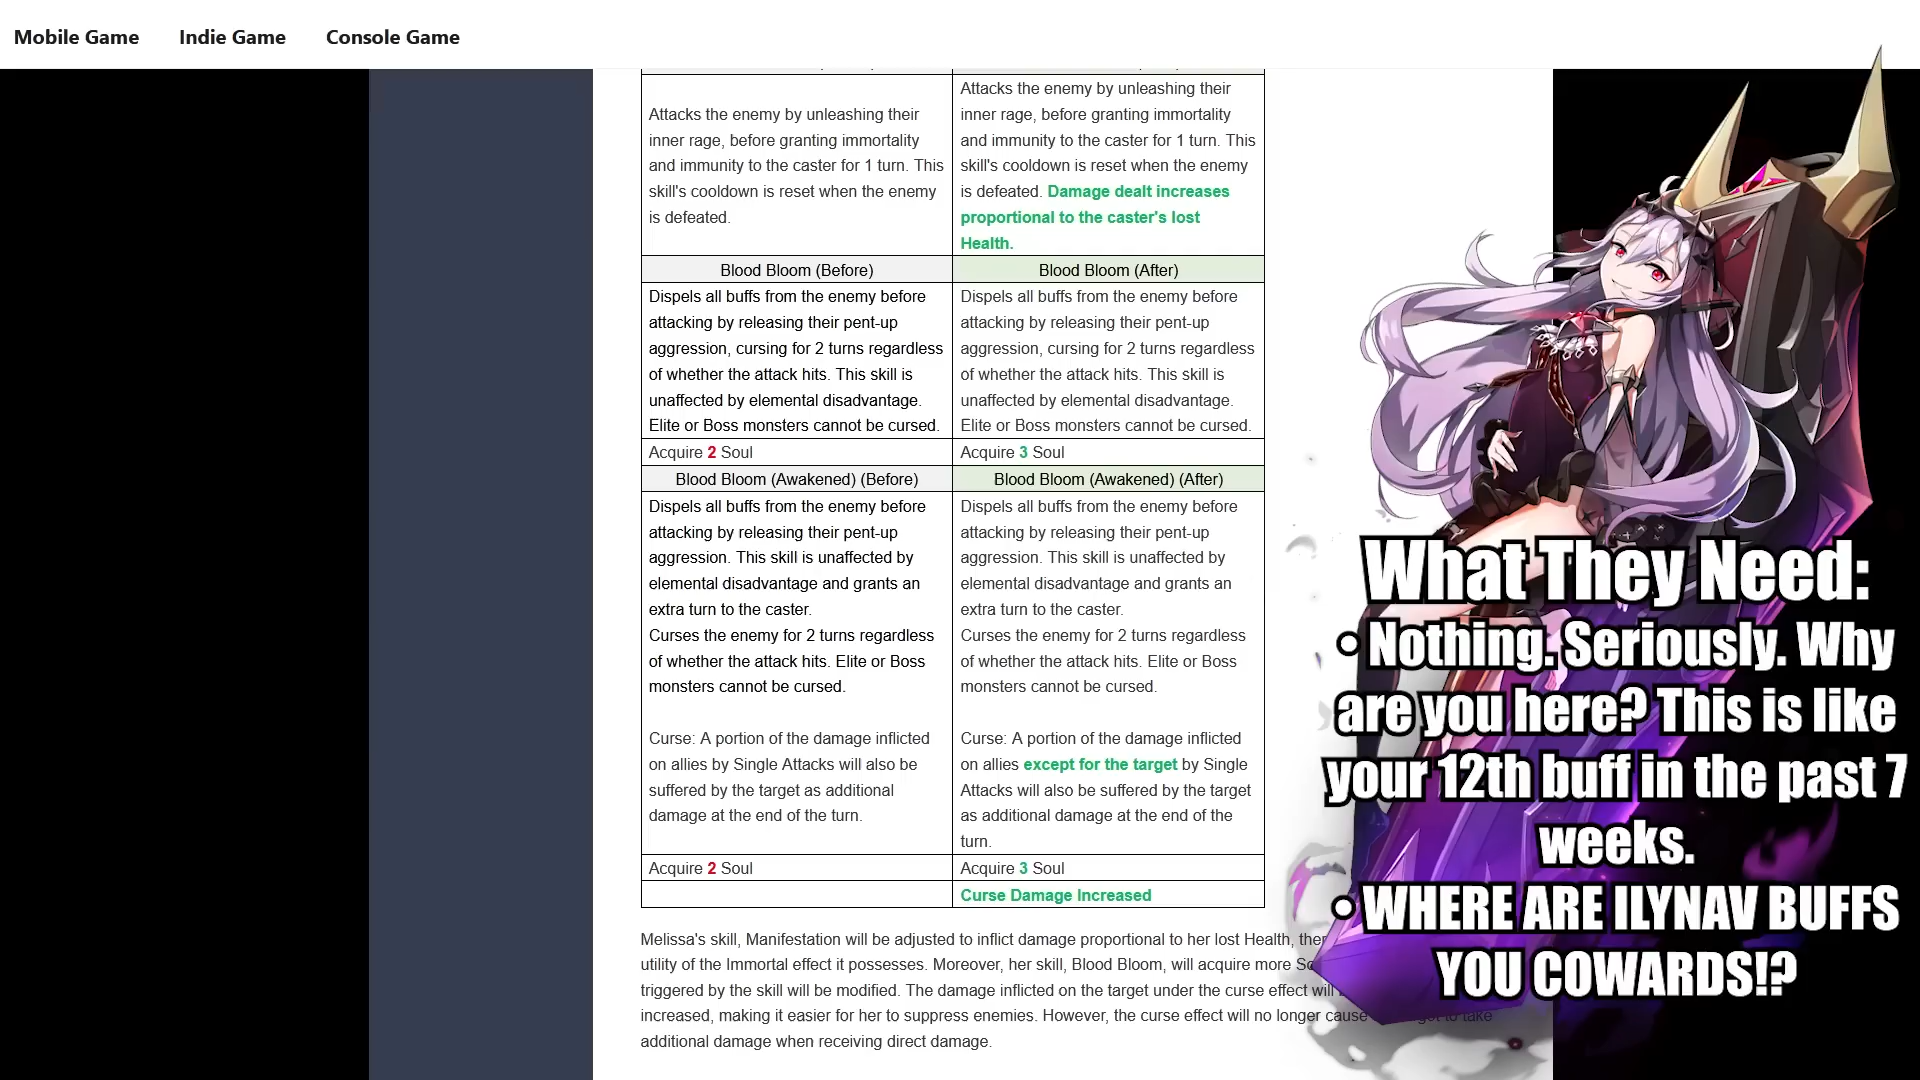 Mobile Game Indie Game Console Game
Attacks the enemy by unleashing their
inner rage, before granting immortality
and immunity to the caster for 1 turn. This
skill's cooldown is reset when the enemy
is defeated.
Attacks the enemy by unleashing their
inner rage, before granting immortality
and immunity to the caster for 1 turn. This
skill's cooldown is reset when the enemy
is defeated. Damage dealt increases
proportional to the caster's lost
Health.
Blood Bloom (Before)
Blood Bloom (After)
Dispels all buffs from the enemy before
attacking by releasing their pent-up
aggression, cursing for 2 turns regardless
of whether the attack hits. This skill is
unaffected by elemental disadvantage.
Elite or Boss monsters cannot be cursed.
Dispels all buffs from the enemy before
attacking by releasing their pent-up
aggression, cursing for 2 turns regardless
of whether the attack hits. This skill is
unaffected by elemental disadvantage.
Elite or Boss monsters cannot be cursed.
Acquire 2 Soul
Acquire 3 Soul
Blood Bloom (Awakened) (Before)
Blood Bloom (Awakened) (After)
Dispels all buffs from the enemy before
attacking by releasing their pent-up
aggression. This skill is unaffected by
elemental disadvantage and grants an
extra turn to the caster.
Curses the enemy for 2 turns regardless
of whether the attack hits. Elite or Boss
monsters cannot be cursed.
Curse: A portion of the damage inflicted
on allies by Single Attacks will also be
suffered by the target as additional
damage at the end of the turn.
Dispels all buffs from the enemy before
attacking by releasing their pent-up
aggression. This skill is unaffected by
elemental disadvantage and grants an
extra turn to the caster.
Curses the enemy for 2 turns regardless
of whether the attack hits. Elite or Boss
monsters cannot be cursed.
Curse: A portion of the damage inflicted
on allies except for the target by Single
Attacks will also be suffered by the target
as additional damage at the end of the
turn.
Acquire 2 Soul
Acquire 3 Soul
Curse Damage Increased
Melissa's skill, Manifestation will be adjusted to inflict damage proportional to her lost Health,
utility of the Immortal effect it possesses. Moreover, her skill, Blood Bloom, will acquire more
triggered by the skill will be modified. The damage inflicted on the target under the curse effect will
increased, making it easier for her to suppress enemies. However, the curse effect will no longer cause to take
additional damage when receiving direct damage.
What They Need:
• Nothing. Seriously. Why
are you here? This is like
your 12th buff in the past 7
weeks.
• WHERE ARE ILYNAV BUFFS
YOU COWARDS!?